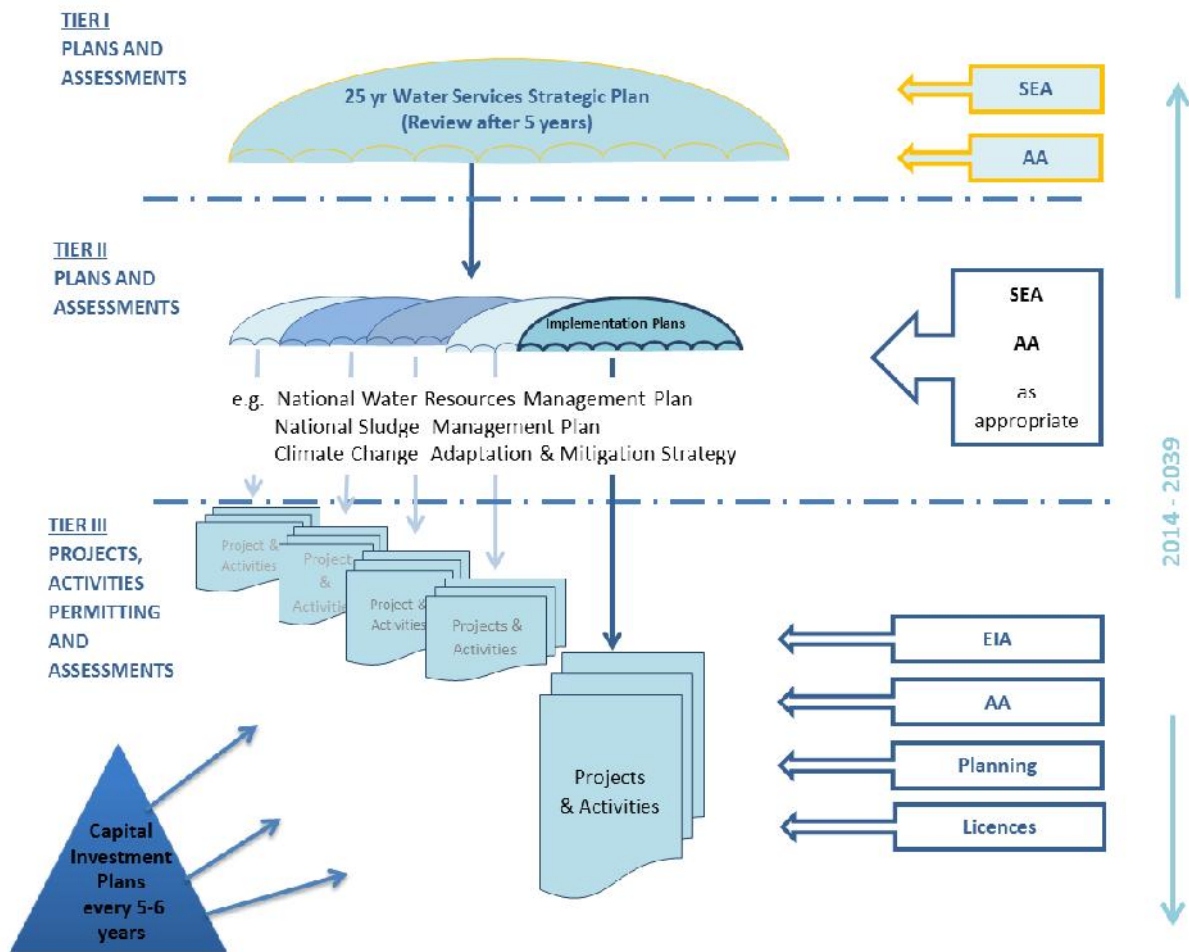 TIER I
PLANS AND
ASSESSMENTS
25 yr Water Services Strategic Plan
(Review after 5 years)
SEA
AA
TIER II
PLANS AND
ASSESSMENTS
Implementation Plans
SEA
AA
as
appropriate
e.g. National Water Resources Management Plan
National Sludge Management Plan
Climate Change Adaptation & Mitigation Strategy
2014 - 2039
TIER III
PROJECTS,
ACTIVITIES
PERMITTING
AND
ASSESSMENTS
Project &
Activities
Project
&
Activities
Project &
Activities
Projects &
Activities
Projects
& Activities
EIA
AA
Planning
Licences
Capital
Investment
Plans
every 5-6
years